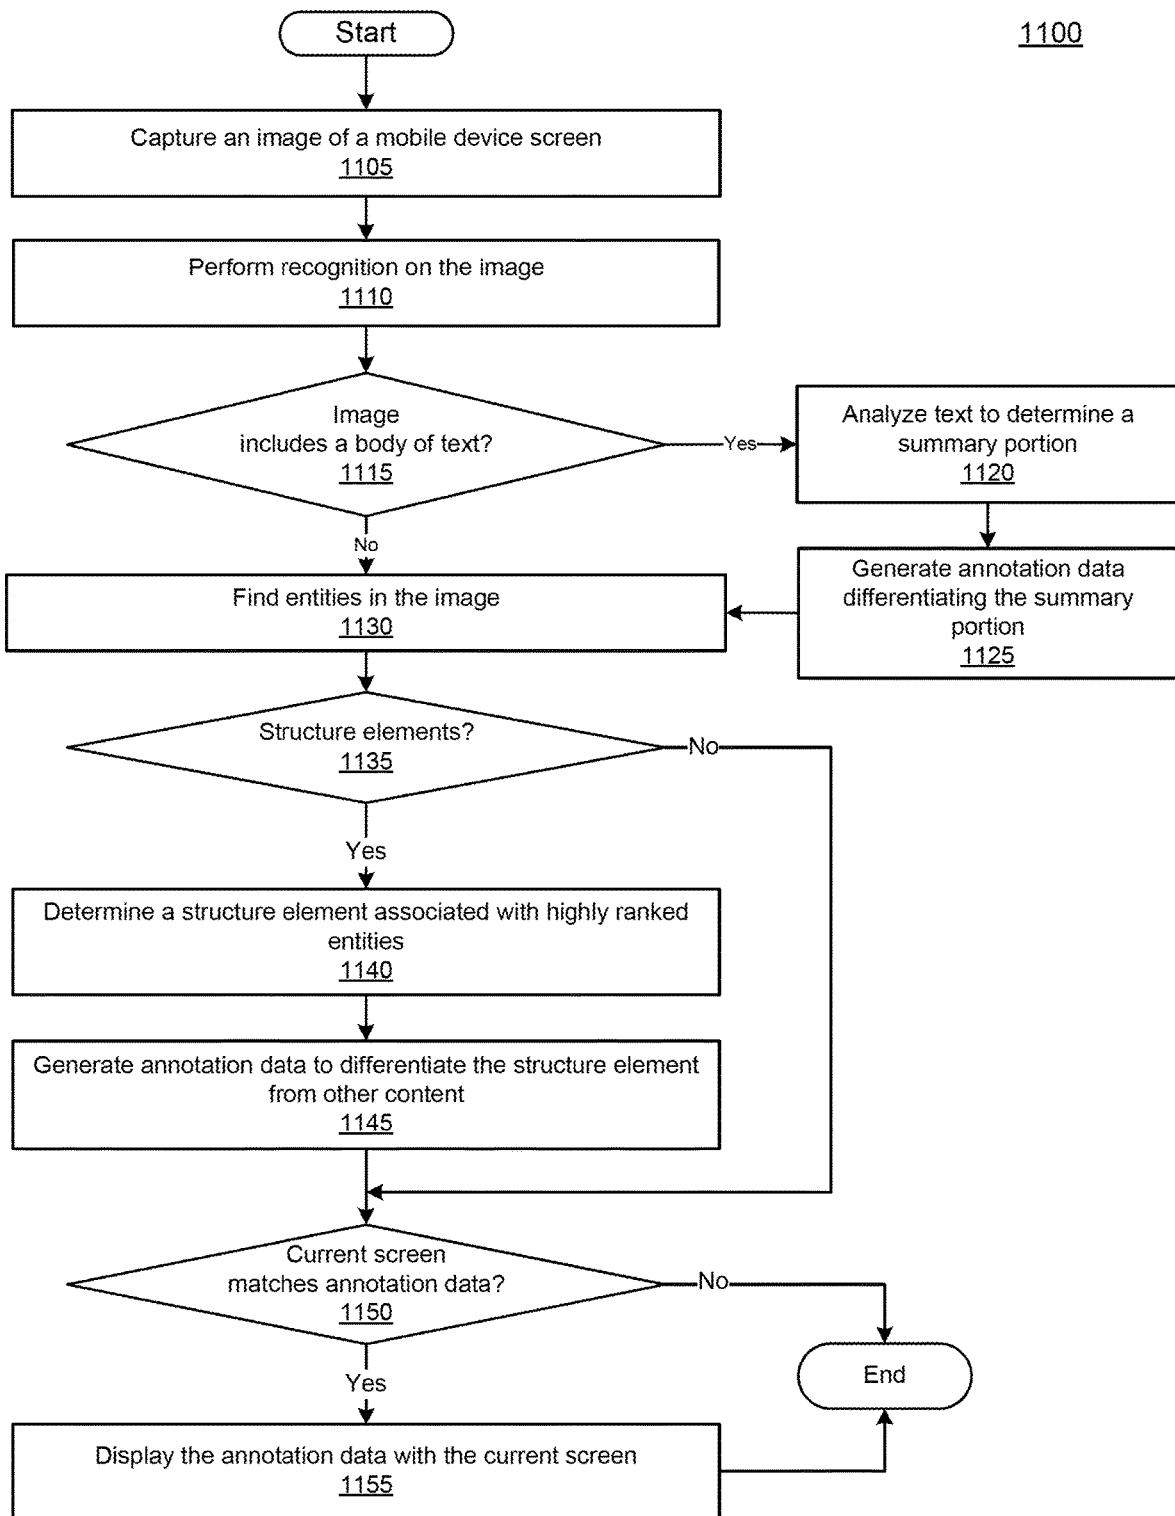 Start
1100
Capture an image of a mobile device screen
1105
Perform recognition on the image
1110
Image
includes a body of text?
1115
Yes
Analyze text to determine a
summary portion
1120
No
Generate annotation data
differentiating the summary
portion
1125
Find entities in the image
1130
Structure elements?
1135
No
Yes
Determine a structure element associated with highly ranked
entities
1140
Generate annotation data to differentiate the structure element
from other content
1145
Current screen
matches annotation data?
1150
No
Yes
End
Display the annotation data with the current screen
1155